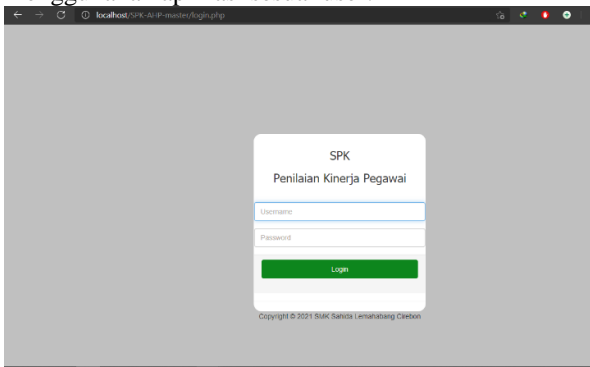 localhost/SPK-AHP-master/login.php
SPK
Penilaian Kinerja Pegawai
Username
Password
Login
Copyright © 2021 SMK Sahida Lemahabang Cirebon